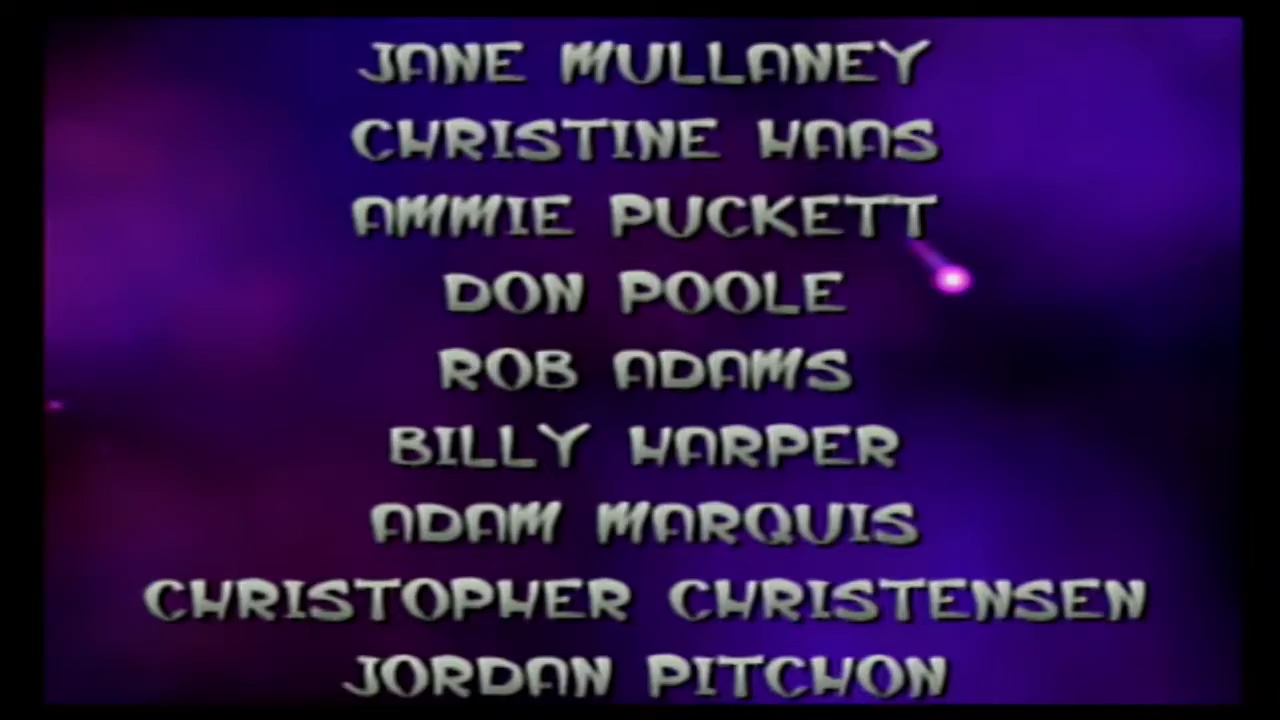 JANE MULLANEY
CHRISTINE HAAS
AMMIE PUCKETT
DON POOLE
ROB ADAMS
BILLY HARPER
ADAM MARQUIS
CHRISTOPHER CHRISTENSEN
JORDAN PITCHON